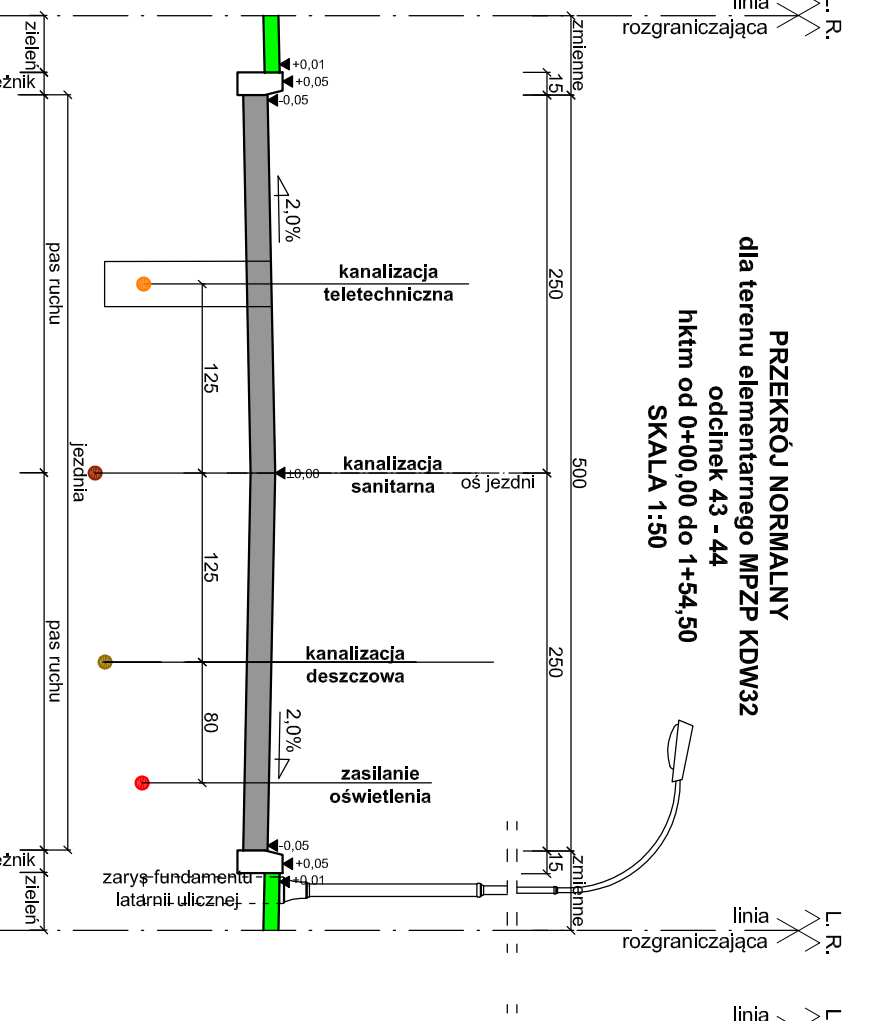 PRZEKRÓJ NORMALNY
dla terenu elementarnego MPZP KDW32
odcinek 43 - 44
hktm od 0+00,00 do 1+54,50
SKALA 1:50
linia
rozgraniczająca
L. R.
zmienne
15
250
500
250
15
zmienne
zieleń
+0,01
+0,05
-0,05
2,0%
pas ruchu
kanalizacja
teletechniczna
125
jezdnia
±0,00
kanalizacja
sanitarna
oś jezdni
125
pas ruchu
kanalizacja
deszczowa
80
2,0%
zasilanie
oświetlenia
-0,05
+0,05
+0,01
zieleń
zarys fundamentu
latarnii ulicznej
linia
rozgraniczająca
L. R.
linia